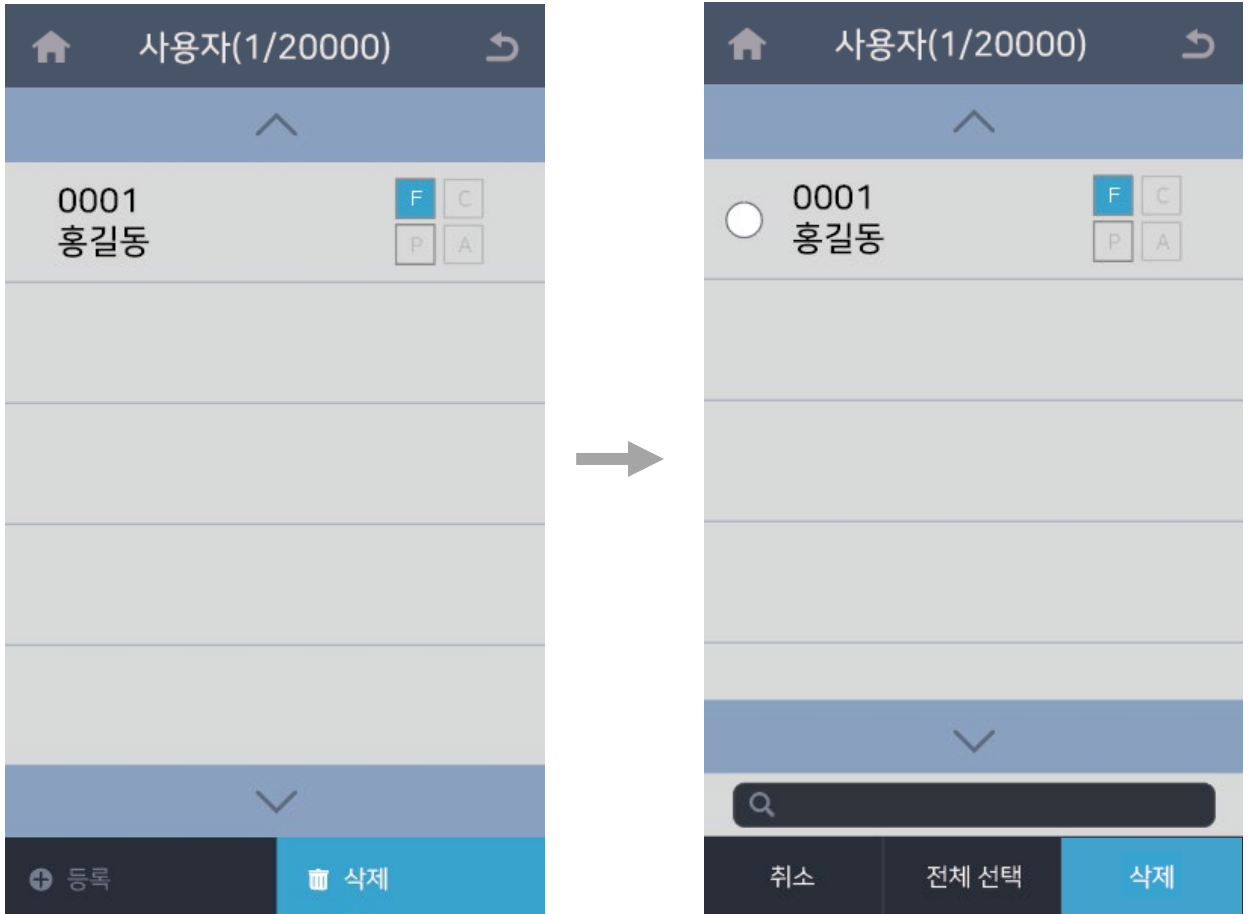 사용자(1/20000)
0001
홍길동
F C
P A
등록
삭제
사용자(1/20000)
0001
홍길동
F C
P A
취소
전체 선택
삭제